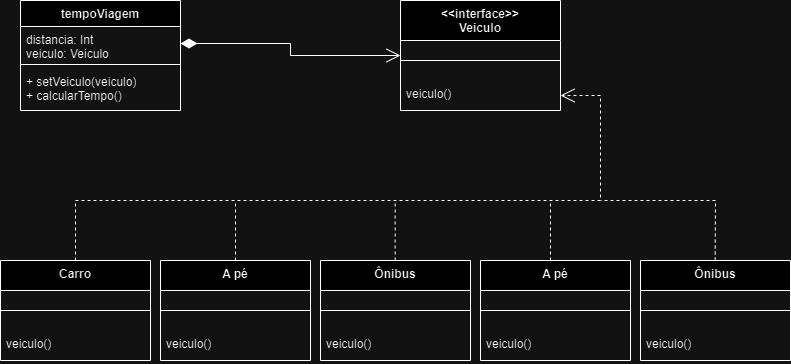 tempoViagem
distancia: Int
veiculo: Veiculo
+ setVeiculo(veiculo)
+ calcularTempo()
<<interface>>
Veiculo
veiculo()
Carro
veiculo()
A pé
veiculo()
Ônibus
veiculo()
A pé
veiculo()
Ônibus
veiculo()